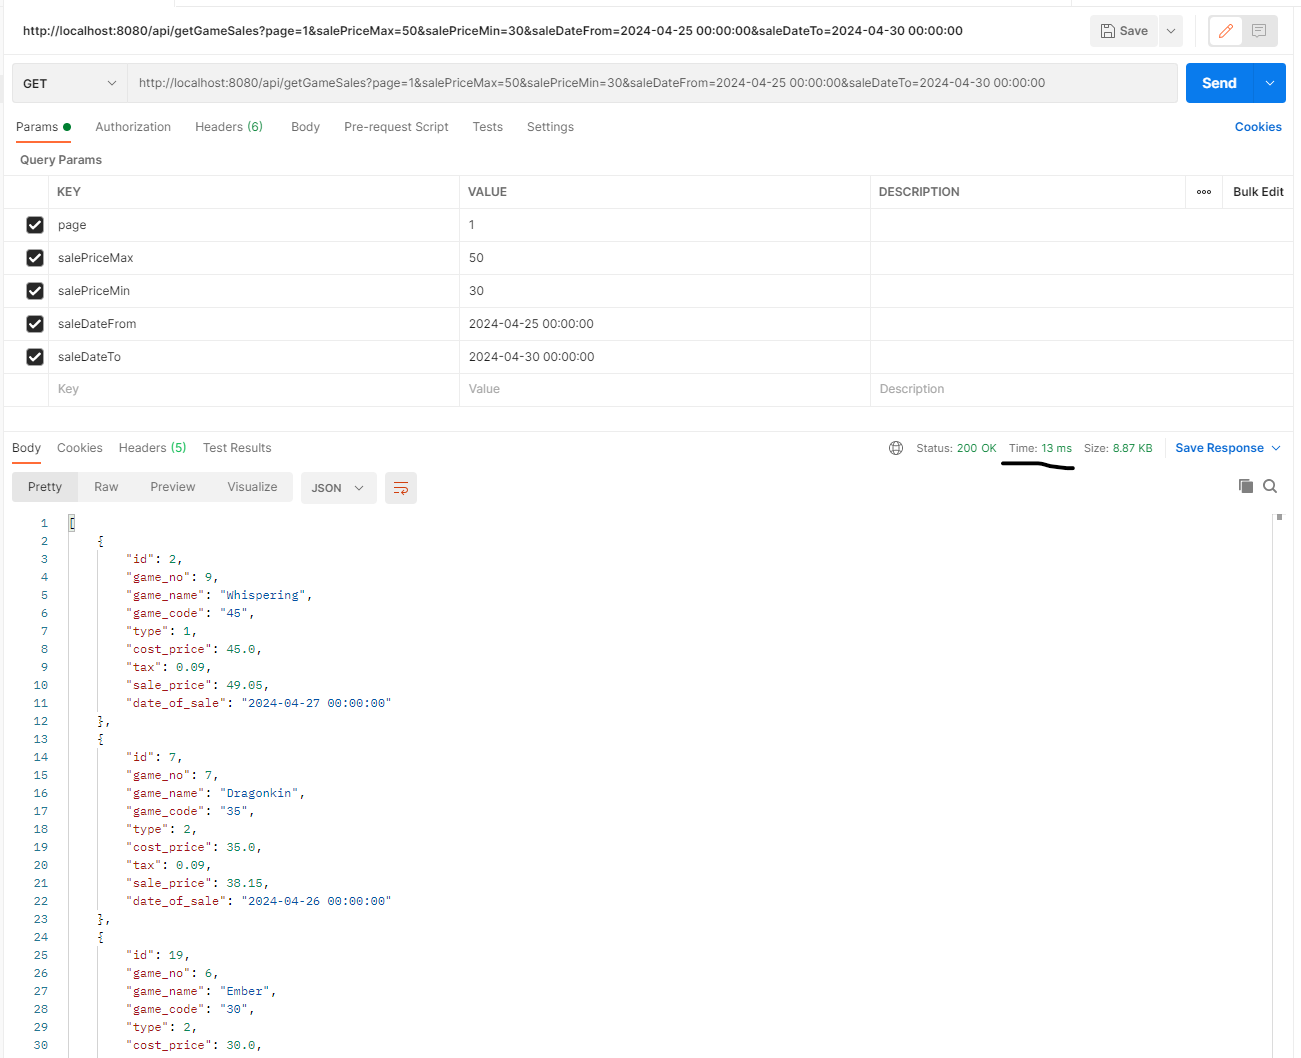 http://localhost:8080/api/getGameSales?page=1&salePriceMax=50&salePriceMin=30&saleDateFrom=2024-04-25 00:00:00&saleDateTo=2024-04-30 00:00:00 Save
GET http://localhost:8080/api/getGameSales?page=1&salePriceMax=50&salePriceMin=30&saleDateFrom=2024-04-25 00:00:00&saleDateTo=2024-04-30 00:00:00 Send
Params Authorization Headers (6) Body Pre-request Script Tests Settings Cookies
Query Params
KEY VALUE DESCRIPTION Bulk Edit
page 1
salePriceMax 50
salePriceMin 30
saleDateFrom 2024-04-25 00:00:00
saleDateTo 2024-04-30 00:00:00
Key Value Description
Body Cookies Headers (5) Test Results Status: 200 OK Time: 13 ms Size: 8.87 KB Save Response
Pretty Raw Preview Visualize JSON
1 [
2 {
3 "id": 2,
4 "game_no": 9,
5 "game_name": "Whispering",
6 "game_code": "45",
7 "type": 1,
8 "cost_price": 45.0,
9 "tax": 0.09,
10 "sale_price": 49.05,
11 "date_of_sale": "2024-04-27 00:00:00"
12 },
13 {
14 "id": 7,
15 "game_no": 7,
16 "game_name": "Dragonkin",
17 "game_code": "35",
18 "type": 2,
19 "cost_price": 35.0,
20 "tax": 0.09,
21 "sale_price": 38.15,
22 "date_of_sale": "2024-04-26 00:00:00"
23 },
24 {
25 "id": 19,
26 "game_no": 6,
27 "game_name": "Ember",
28 "game_code": "30",
29 "type": 2,
30 "cost_price": 30.0,